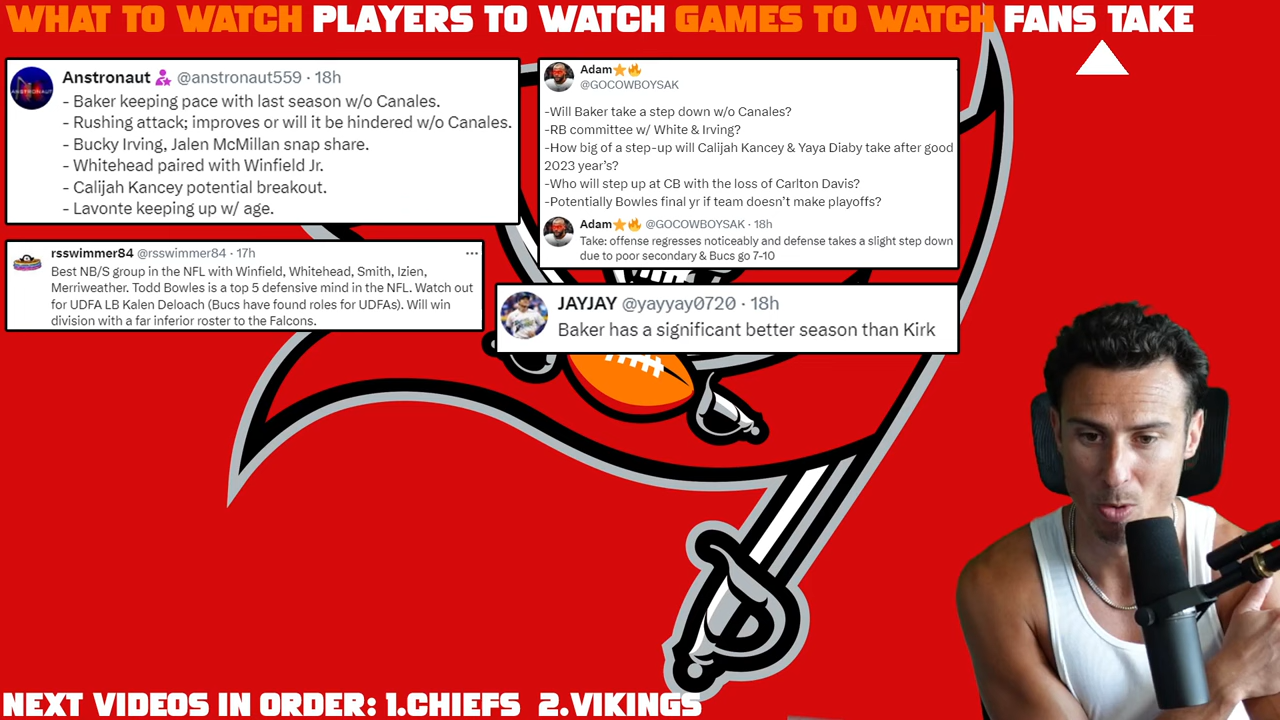 WHAT TO WATCH PLAYERS TO WATCH GAMES TO WATCH FANS TAKE
Anstronaut @anstronaut559 · 18h
- Baker keeping pace with last season w/o Canales.
- Rushing attack; improves or will it be hindered w/o Canales.
- Bucky Irving, Jalen McMillan snap share.
- Whitehead paired with Winfield Jr.
- Calijah Kancey potential breakout.
- Lavonte keeping up w/ age.
Adam⭐🔥
@GOCOWBOYSAK
-Will Baker take a step down w/o Canales?
-RB committee w/ White & Irving?
-How big of a step-up will Calijah Kancey & Yaya Diaby take after good
2023 year's?
-Who will step up at CB with the loss of Carlton Davis?
-Potentially Bowles final yr if team doesn't make playoffs?
Adam⭐🔥 @GOCOWBOYSAK · 18h
Take: offense regresses noticeably and defense takes a slight step down
due to poor secondary & Bucs go 7-10
rsswimmer84 @rsswimmer84 · 17h
Best NB/S group in the NFL with Winfield, Whitehead, Smith, Izien,
Merriweather. Todd Bowles is a top 5 defensive mind in the NFL. Watch out
for UDFA LB Kalen Deloach (Bucs have found roles for UDFAs). Will win
division with a far inferior roster to the Falcons.
JAYJAY @yayyay0720 · 18h
Baker has a significant better season than Kirk
NEXT VIDEOS IN ORDER: 1.CHIEFS 2.VIKINGS